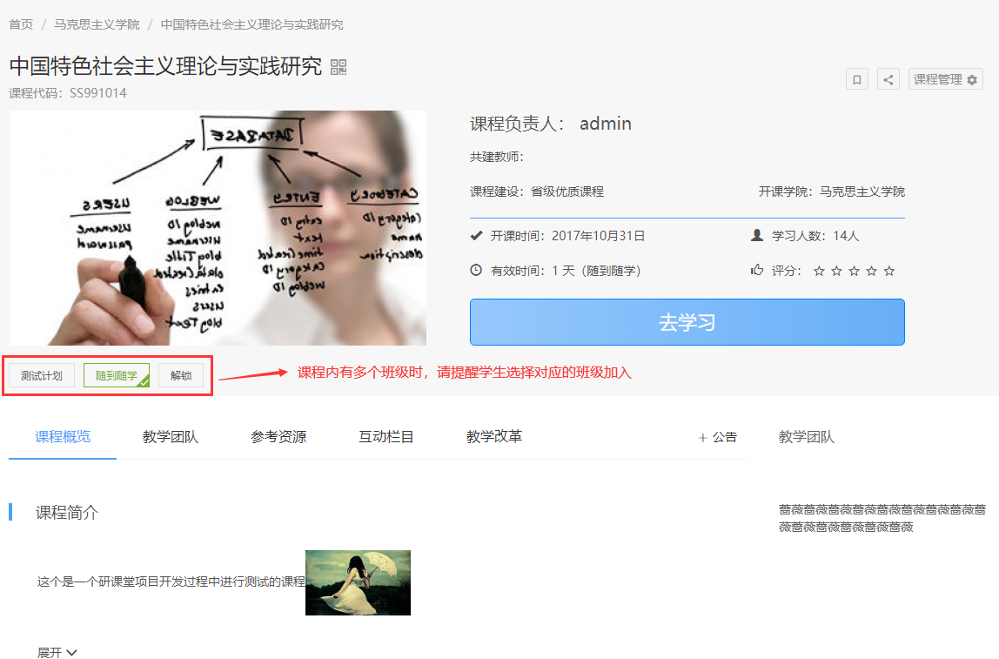 首页 / 马克思主义学院 / 中国特色社会主义理论与实践研究
中国特色社会主义理论与实践研究
课程代码：SS991014
课程管理
DATABASE
USERS
username
password
WEBLOG
weblog ID
Username
blog Title
blog Text
ENTRY
entry ID
text
category ID
weblog ID
CATEGORY
category ID
name
description
课程负责人： admin
共建教师：
课程建设：省级优质课程
开课学院：马克思主义学院
开课时间：2017年10月31日
学习人数：14人
有效时间：1 天（随到随学）
评分：
去学习
测试计划
随到随学
解锁
课程内有多个班级时，请提醒学生选择对应的班级加入
课程概览
教学团队
参考资源
互动栏目
教学改革
+ 公告
教学团队
课程简介
这个是一个研课堂项目开发过程中进行测试的课程
展开
蔷薇蔷薇蔷薇蔷薇蔷薇蔷薇蔷薇蔷薇蔷
薇蔷薇蔷薇蔷薇蔷薇蔷薇